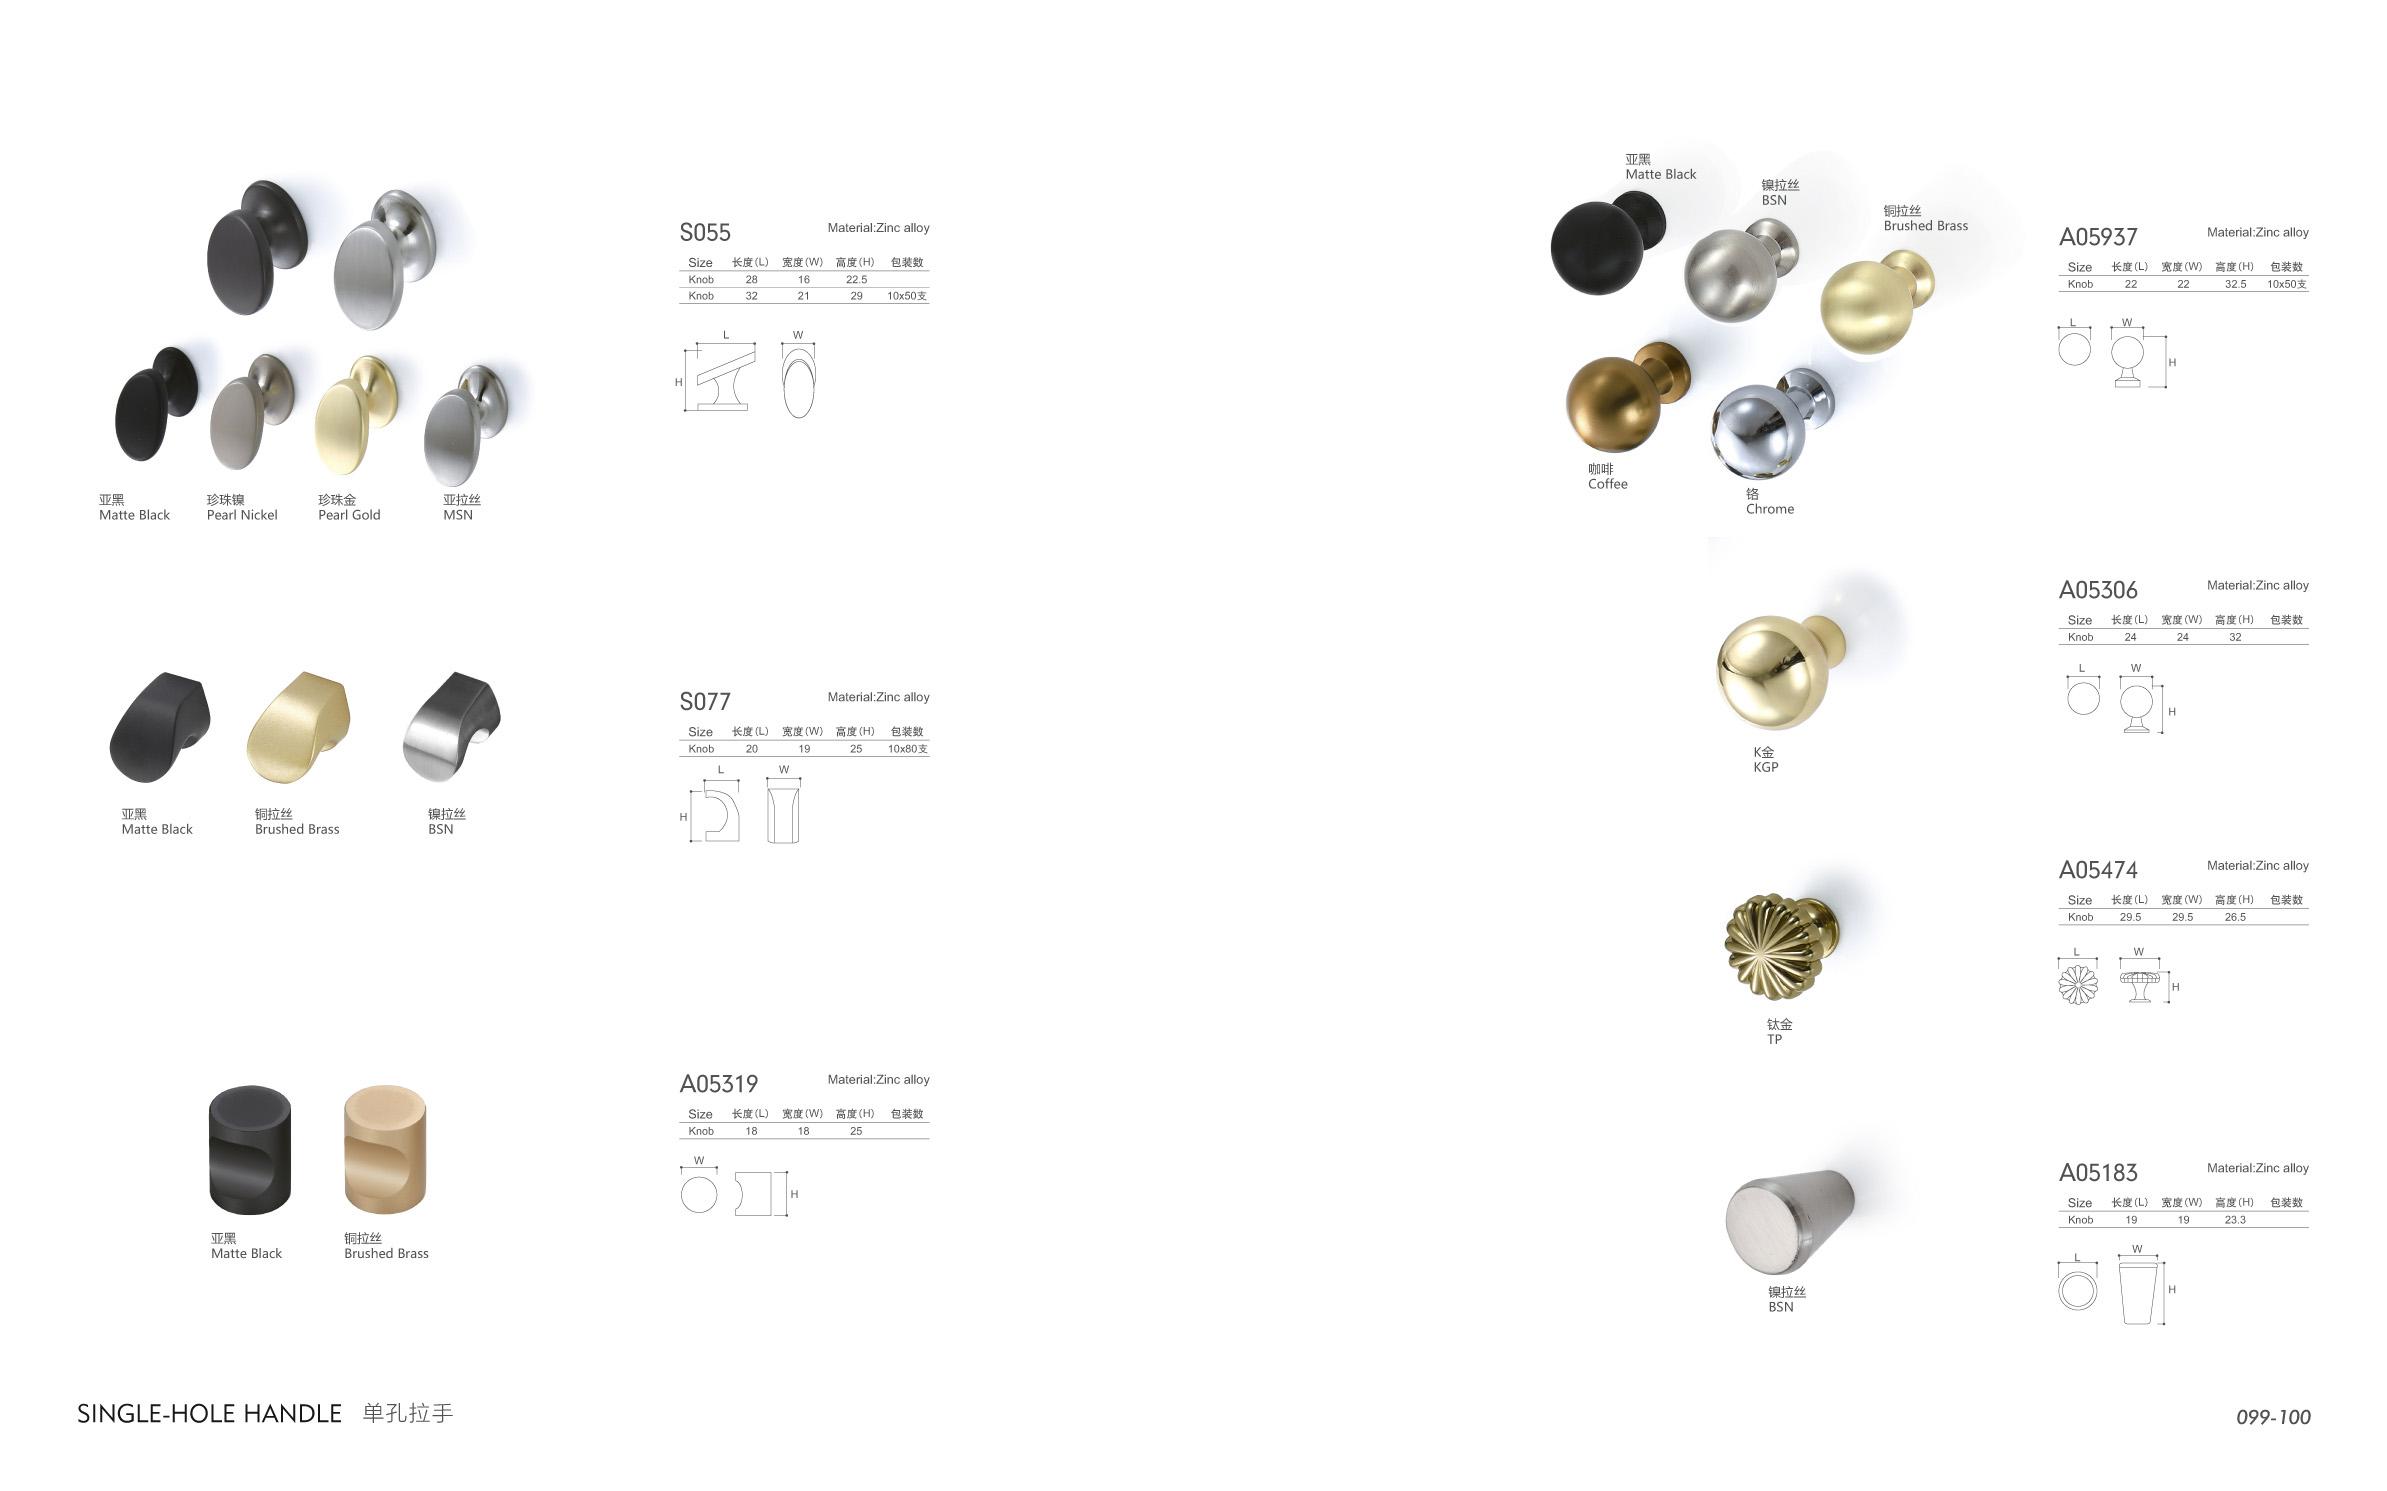 亚黑
Matte Black
珍珠镍
Pearl Nickel
珍珠金
Pearl Gold
亚拉丝
MSN
S055
Material:Zinc alloy
Size 长度(L) 宽度(W) 高度(H) 包装数
Knob 28 16 22.5
Knob 32 21 29 10x50支
L
W
H
亚黑
Matte Black
铜拉丝
Brushed Brass
镍拉丝
BSN
S077
Material:Zinc alloy
Size 长度(L) 宽度(W) 高度(H) 包装数
Knob 20 19 25 10x80支
L
W
H
亚黑
Matte Black
铜拉丝
Brushed Brass
A05319
Material:Zinc alloy
Size 长度(L) 宽度(W) 高度(H) 包装数
Knob 18 18 25
W
H
亚黑
Matte Black
镍拉丝
BSN
铜拉丝
Brushed Brass
咖啡
Coffee
铬
Chrome
A05937
Material:Zinc alloy
Size 长度(L) 宽度(W) 高度(H) 包装数
Knob 22 22 32.5 10x50支
L
W
H
K金
KGP
A05306
Material:Zinc alloy
Size 长度(L) 宽度(W) 高度(H) 包装数
Knob 24 24 32
L
W
H
钛金
TP
A05474
Material:Zinc alloy
Size 长度(L) 宽度(W) 高度(H) 包装数
Knob 29.5 29.5 26.5
L
W
H
镍拉丝
BSN
A05183
Material:Zinc alloy
Size 长度(L) 宽度(W) 高度(H) 包装数
Knob 19 19 23.3
L
W
H
SINGLE-HOLE HANDLE 单孔拉手
099-100